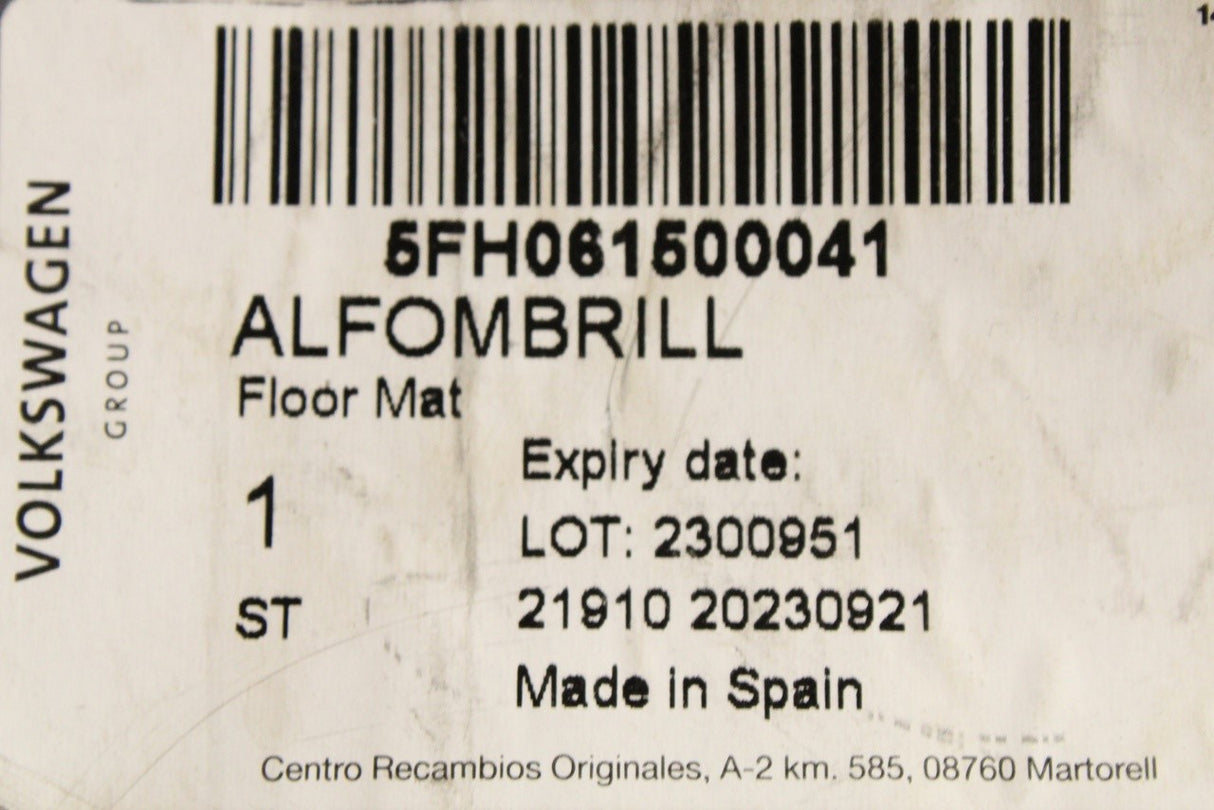 VOLKSWAGEN
GROUP
5FH061500041
ALFOMBRILL
Floor Mat
1
ST
Expiry date:
LOT: 2300951
21910 20230921
Made in Spain
Centro Recambios Originales, A-2 km. 585, 08760 Martorell